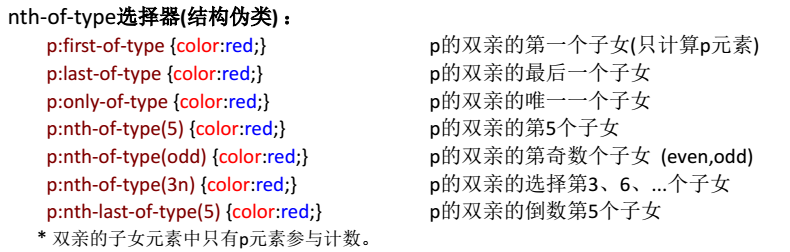 nth-of-type选择器(结构伪类)：
p:first-of-type {color:red;} p的双亲的第一个子女(只计算p元素)
p:last-of-type {color:red;} p的双亲的最后一个子女
p:only-of-type {color:red;} p的双亲的唯一一个子女
p:nth-of-type(5) {color:red;} p的双亲的第5个子女
p:nth-of-type(odd) {color:red;} p的双亲的第奇数个子女 (even,odd)
p:nth-of-type(3n) {color:red;} p的双亲的选择第3、6、...个子女
p:nth-last-of-type(5) {color:red;} p的双亲的倒数第5个子女
* 双亲的子女元素中只有p元素参与计数。